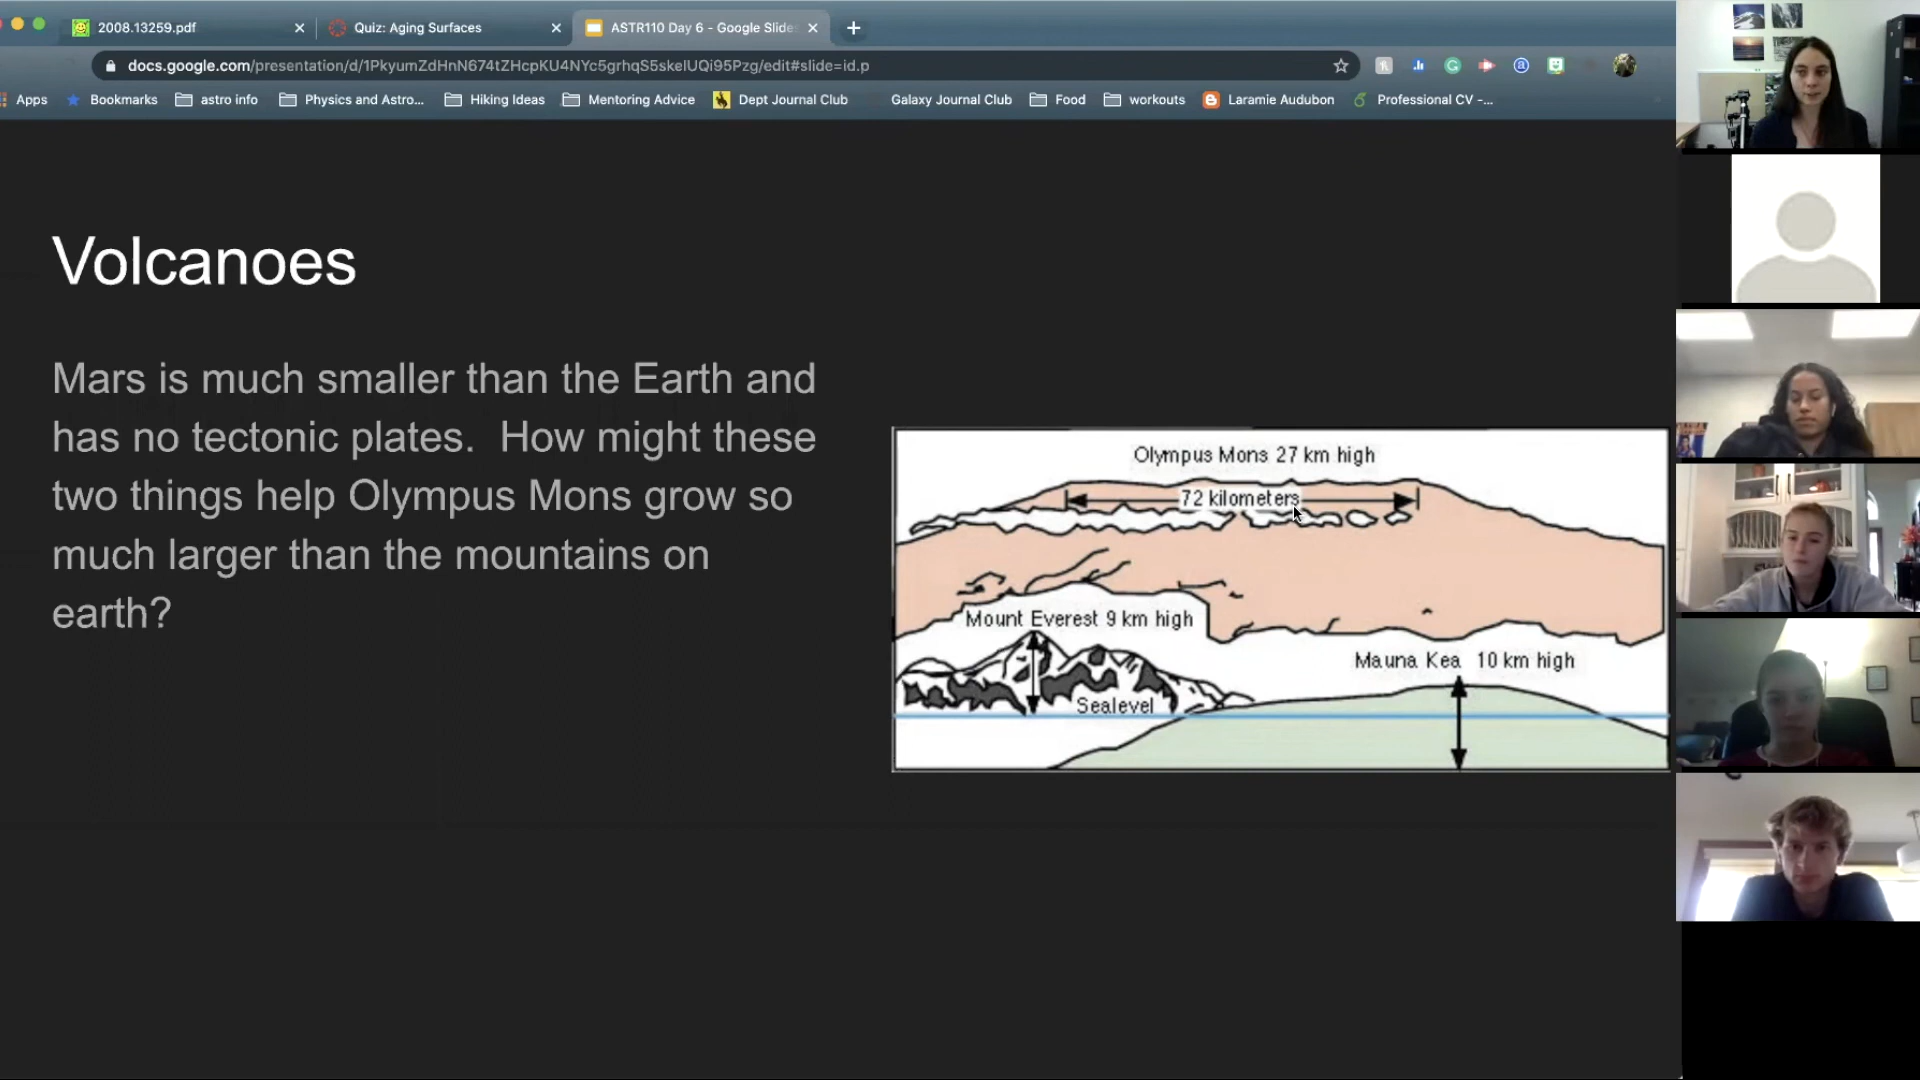 2008.13259.pdf
Quiz: Aging Surfaces
ASTR110 Day 6 - Google Slides
docs.google.com/presentation/d/1PkyumZdHnN674tZHcpKU4NYc5grhqS5skeIUQi95Pzg/edit#slide=id.p
Apps
Bookmarks
astro info
Physics and Astro...
Hiking Ideas
Mentoring Advice
Dept Journal Club
Galaxy Journal Club
Food
workouts
Laramie Audubon
Professional CV -...
Volcanoes
Mars is much smaller than the Earth and
has no tectonic plates. How might these
two things help Olympus Mons grow so
much larger than the mountains on
earth?
Olympus Mons 27 km high
72 kilometers
Mount Everest 9 km high
Mauna Kea 10 km high
Sealevel